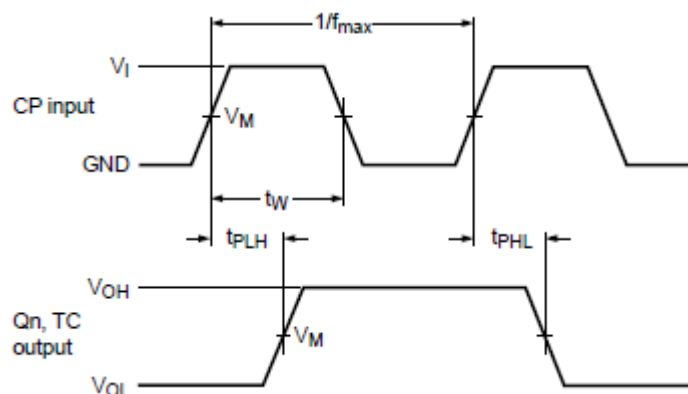 1/fmax
VI
CP input
VM
GND
tW
tPLH
tPHL
VOH
Qn, TC
output
VM
VOL